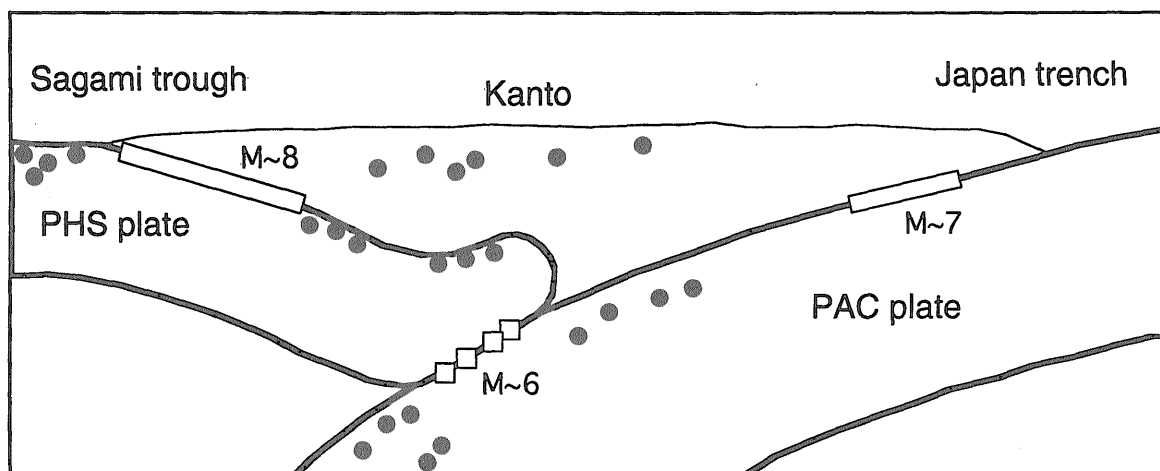 Sagami trough
Kanto
Japan trench
M~8
PHS plate
M~7
PAC plate
M~6